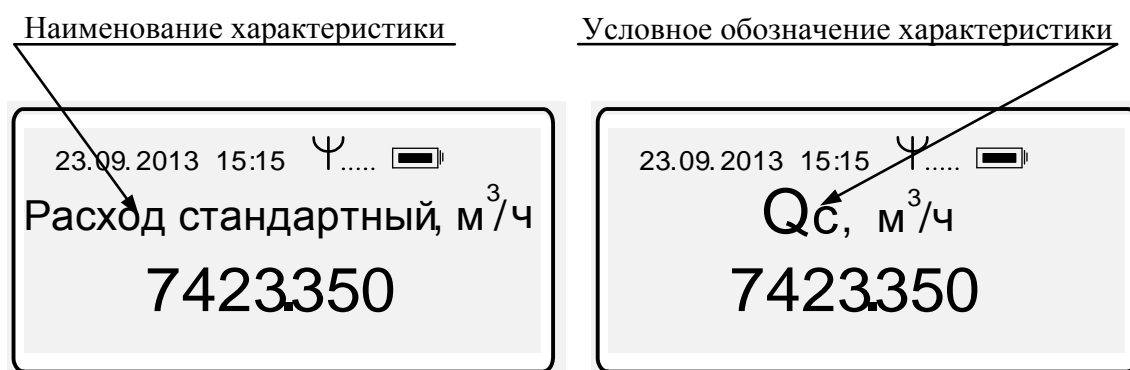 Наименование характеристики
Условное обозначение характеристики
23.09.2013 15:15 .....
Расход стандартный, м³/ч
7423.350
23.09.2013 15:15 .....
Qc, м³/ч
7423.350